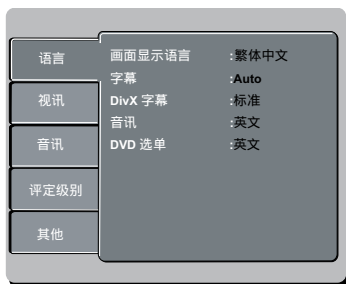 语言
视讯
音讯
评定级别
其他
画面显示语言 :繁体中文
字幕 :Auto
DivX 字幕 :标准
音讯 :英文
DVD 选单 :英文